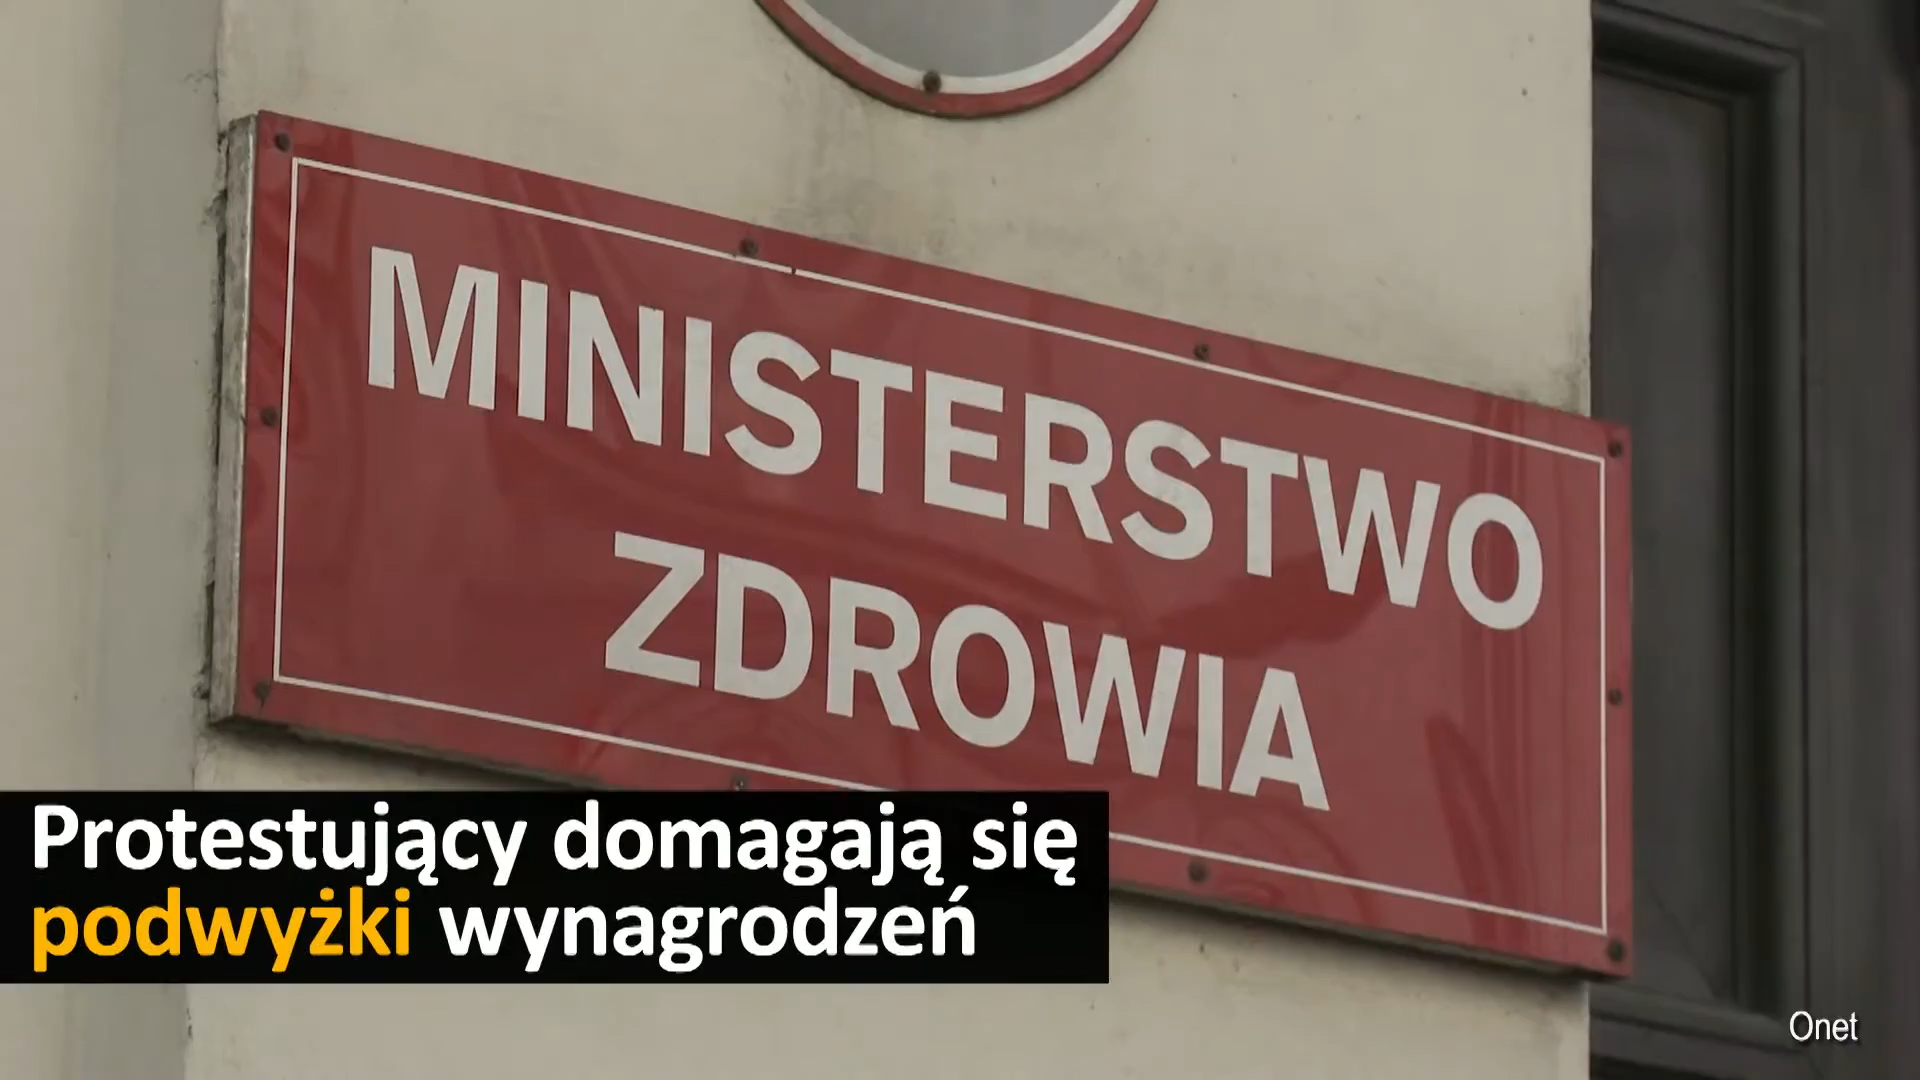 MINISTERSTWO
ZDROWIA
Protestujący domagają się
podwyżki wynagrodzeń
Onet